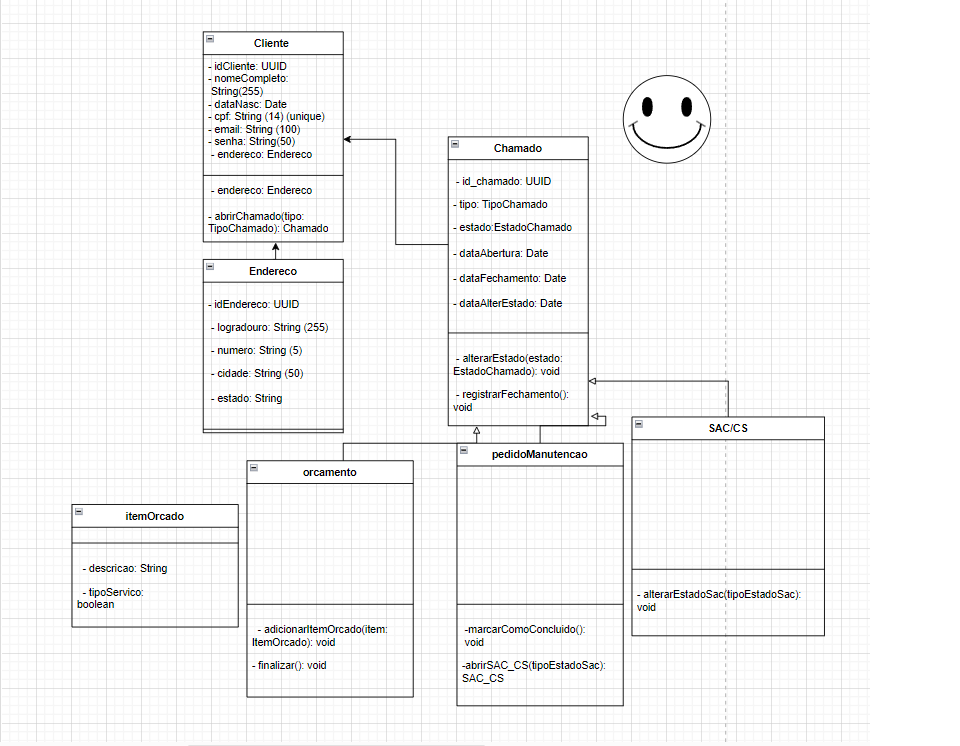 Cliente
- idCliente: UUID
- nomeCompleto:
String(255)
- dataNasc: Date
- cpf: String (14) (unique)
- email: String (100)
- senha: String(50)
- endereco: Endereco
- endereco: Endereco
- abrirChamado(tipo:
TipoChamado): Chamado
Endereco
- idEndereco: UUID
- logradouro: String (255)
- numero: String (5)
- cidade: String (50)
- estado: String
Chamado
- id_chamado: UUID
- tipo: TipoChamado
- estado:EstadoChamado
- dataAbertura: Date
- dataFechamento: Date
- dataAlterEstado: Date
- alterarEstado(estado:
EstadoChamado): void
- registrarFechamento():
void
itemOrcado
- descricao: String
- tipoServico:
boolean
orcamento
- adicionarItemOrcado(item:
ItemOrcado): void
- finalizar(): void
pedidoManutencao
-marcarComoConcluido():
void
-abrirSAC_CS(tipoEstadoSac):
SAC_CS
SAC/CS
- alterarEstadoSac(tipoEstadoSac):
void